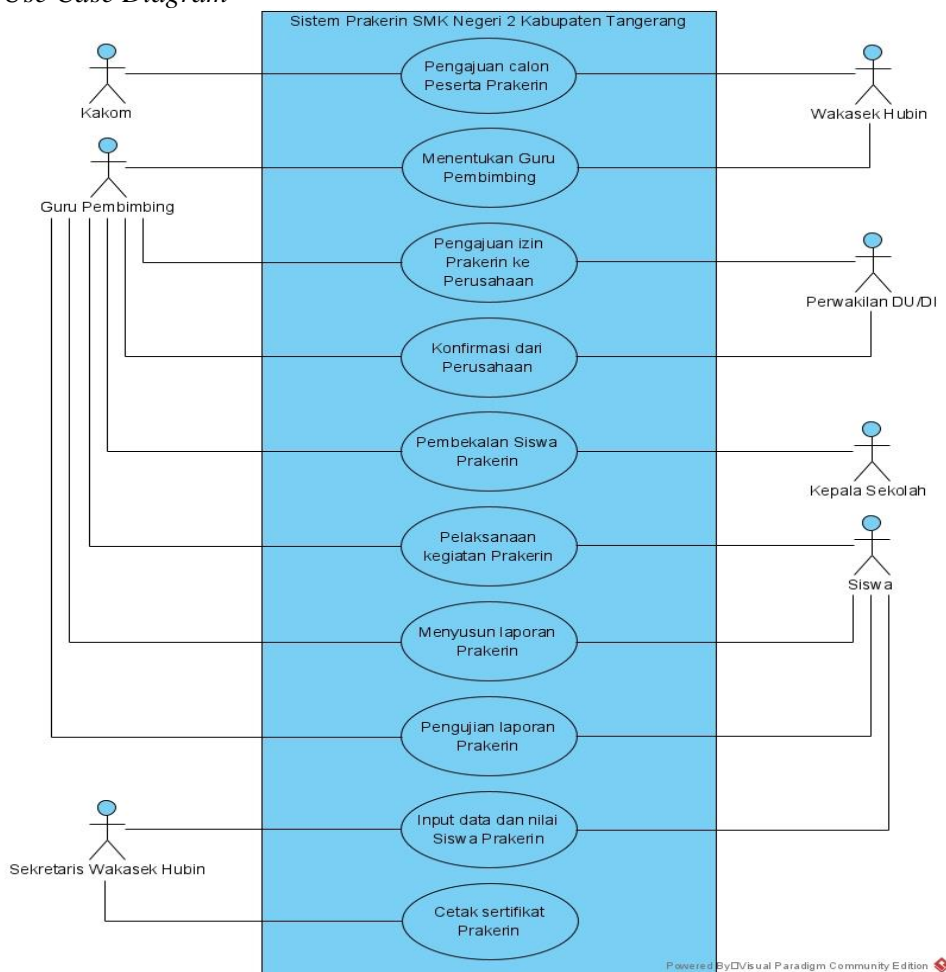 Use Case Diagram
Sistem Prakerin SMK Negeri 2 Kabupaten Tangerang
Kakom
Pengajuan calon
Peserta Prakerin
Wakasek Hubin
Guru Pembimbing
Menentukan Guru
Pembimbing
Pengajuan izin
Prakerin ke
Perusahaan
Perwakilan DU/DI
Konfirmasi dari
Perusahaan
Pembekalan Siswa
Prakerin
Kepala Sekolah
Pelaksanaan
kegiatan Prakerin
Siswa
Menyusun laporan
Prakerin
Pengujian laporan
Prakerin
Input data dan nilai
Siswa Prakerin
Sekretaris Wakasek Hubin
Cetak sertifikat
Prakerin
Powered By Visual Paradigm Community Edition